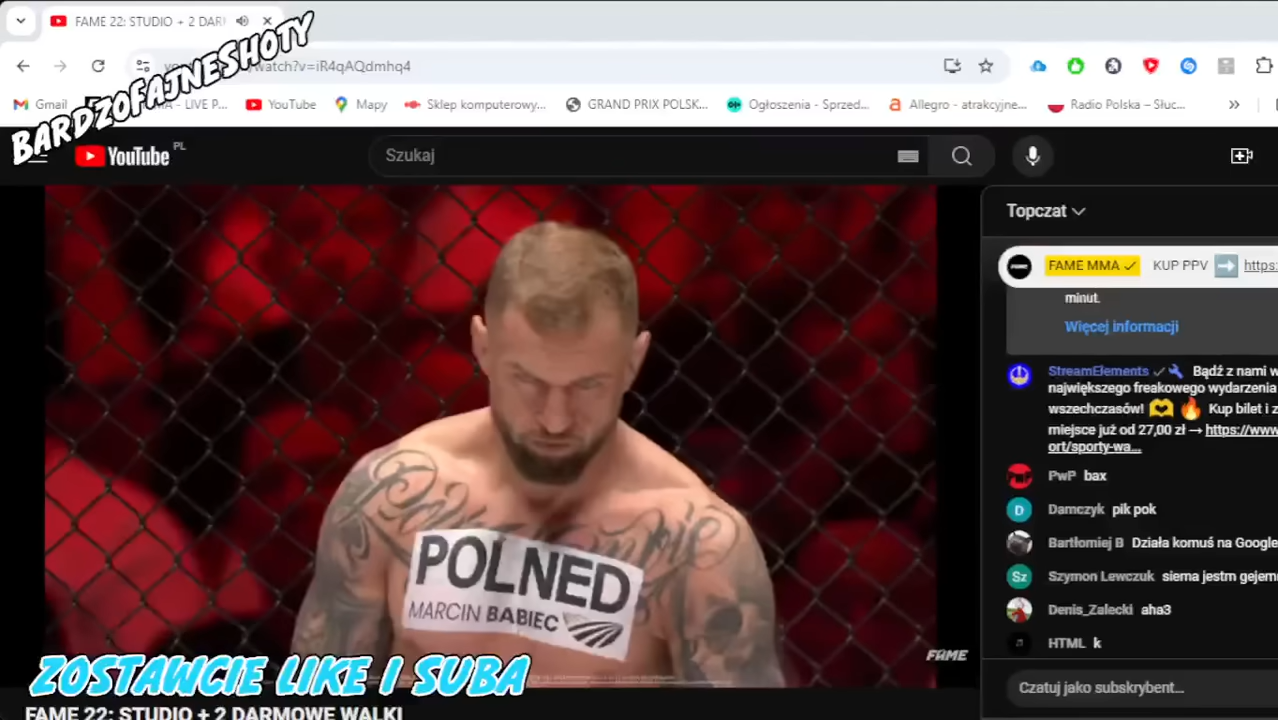 FAME 22: STUDIO + 2 DAR
BARDZOFAJNESHOTY
/watch?v=iR4qAQdmhq4
Gmail
- LIVE P...
YouTube
Mapy
Sklep komputerowy...
GRAND PRIX POLSK...
Ogłoszenia - Sprzed...
Allegro - atrakcyjne...
Radio Polska – Słuc...
YouTube PL
Szukaj
Topczat
FAME MMA KUP PPV https:
minut.
Więcej informacji
StreamElements Bądź z nami w
największego freakowego wydarzenia
wszechczasów! Kup bilet i z
miejsce już od 27,00 zł → https://www
ort/sporty-wa...
PwP bax
Damczyk pik pok
Bartłomiej B Działa komuś na Google
Szymon Lewczuk siema jestm gejem
Denis_Zalecki aha3
HTML k
Czatuj jako subskrybent...
POLNED
MARCIN BABIEC
FAME
ZOSTAWCIE LIKE I SUBA
FAME 22: STUDIO + 2 DARMOWE WALKI